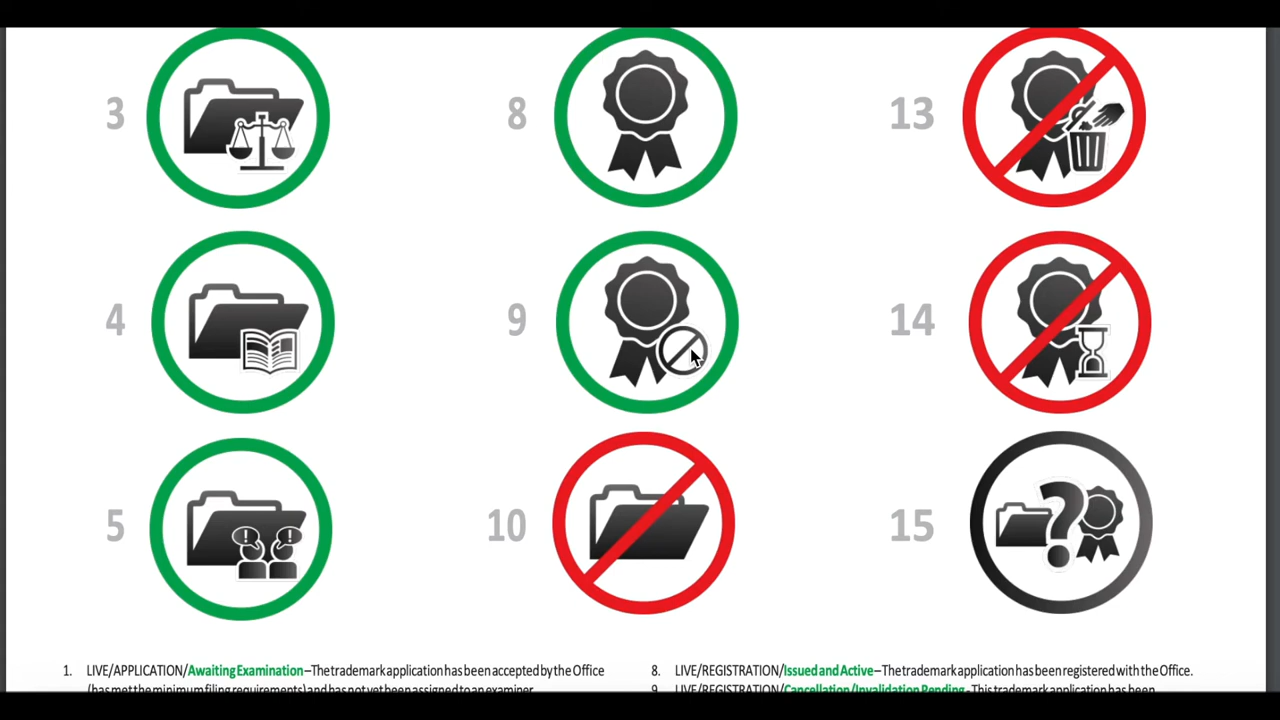 3
8
13
4
9
14
5
10
15
1. LIVE/APPLICATION/Awaiting Examination – The trademark application has been accepted by the Office
(has met the minimum filing requirements) and has not yet been assigned to an examiner.
8. LIVE/REGISTRATION/Issued and Active – The trademark application has been registered with the Office.
9. LIVE/REGISTRATION/Cancellation/Invalidation Pending - This trademark application has been